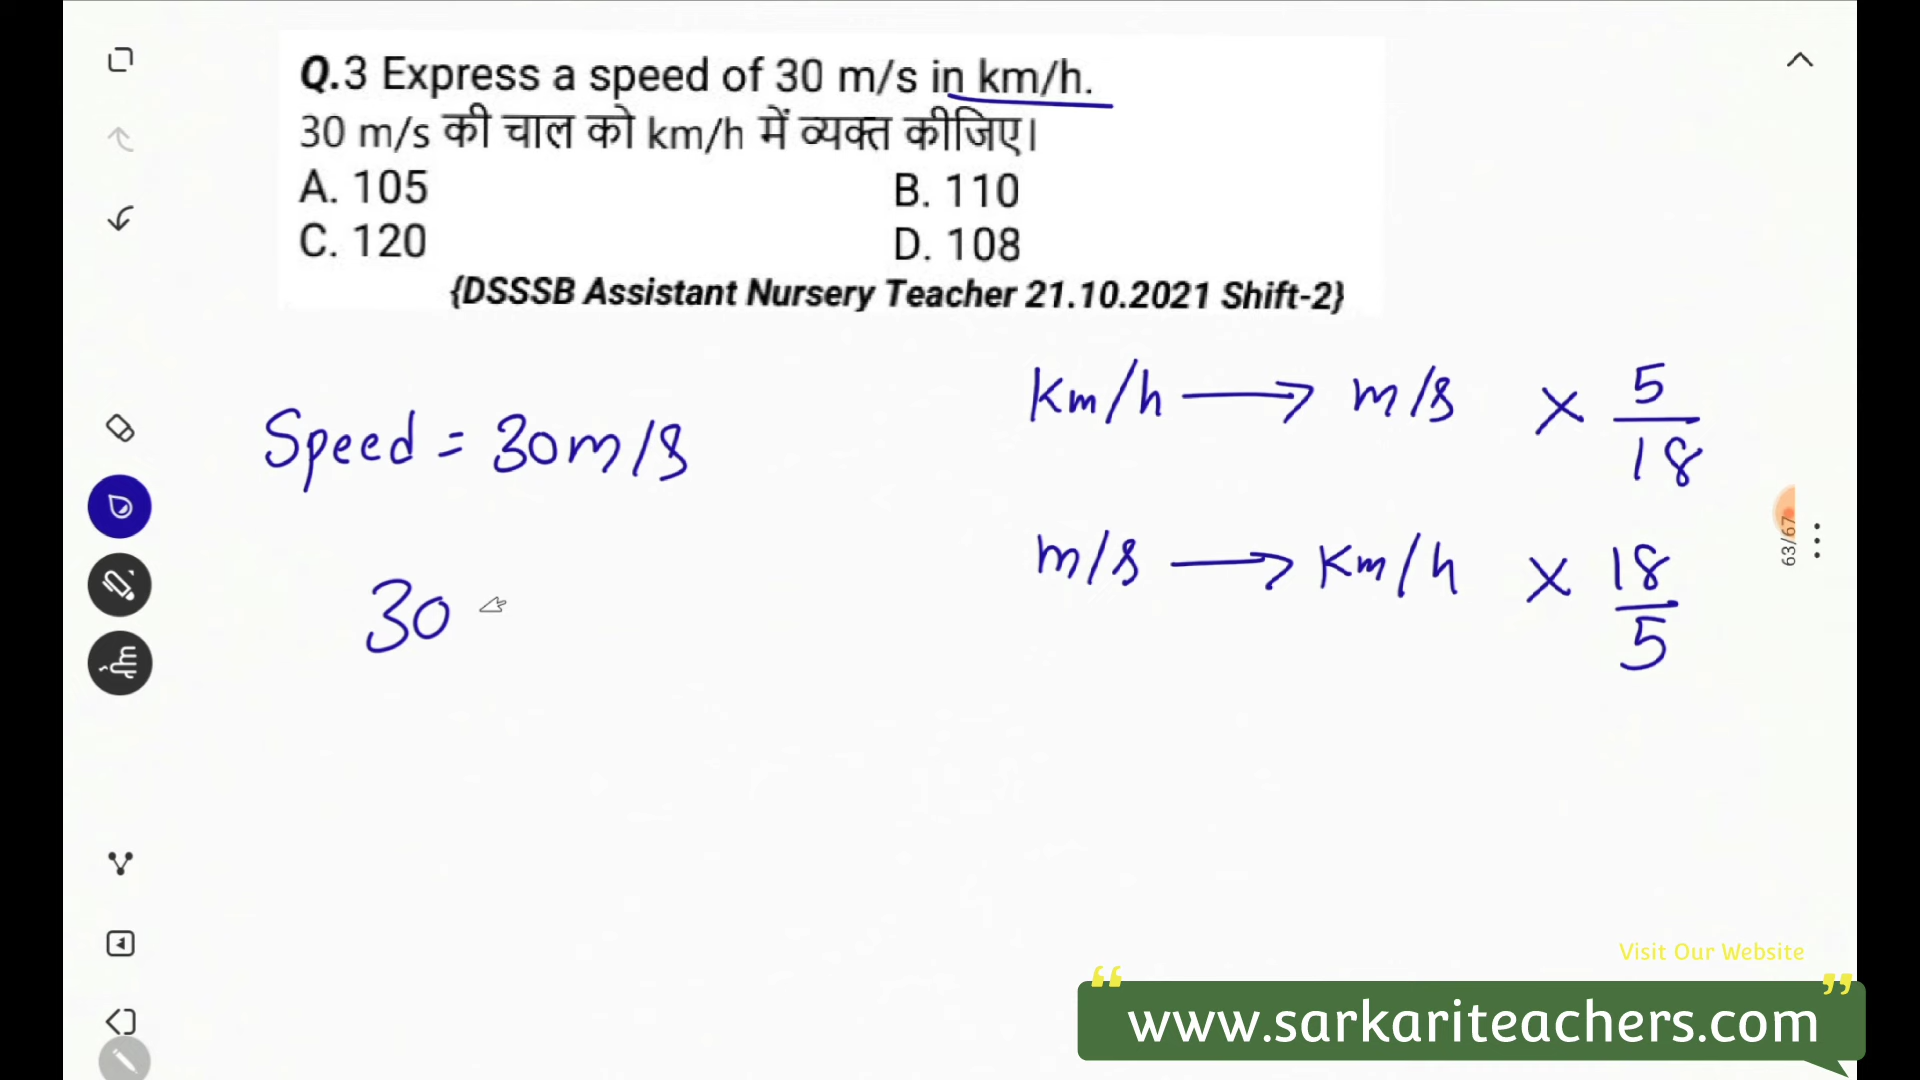 Q.3 Express a speed of 30 m/s in km/h.
30 m/s की चाल को km/h में व्यक्त कीजिए।
A. 105 B. 110
C. 120 D. 108
{DSSSB Assistant Nursery Teacher 21.10.2021 Shift-2}
Km/h → m/s × 5/18
Speed = 30m/s
m/s → Km/h × 18/5
30
63/67
Visit Our Website
“ www.sarkariteachers.com ”